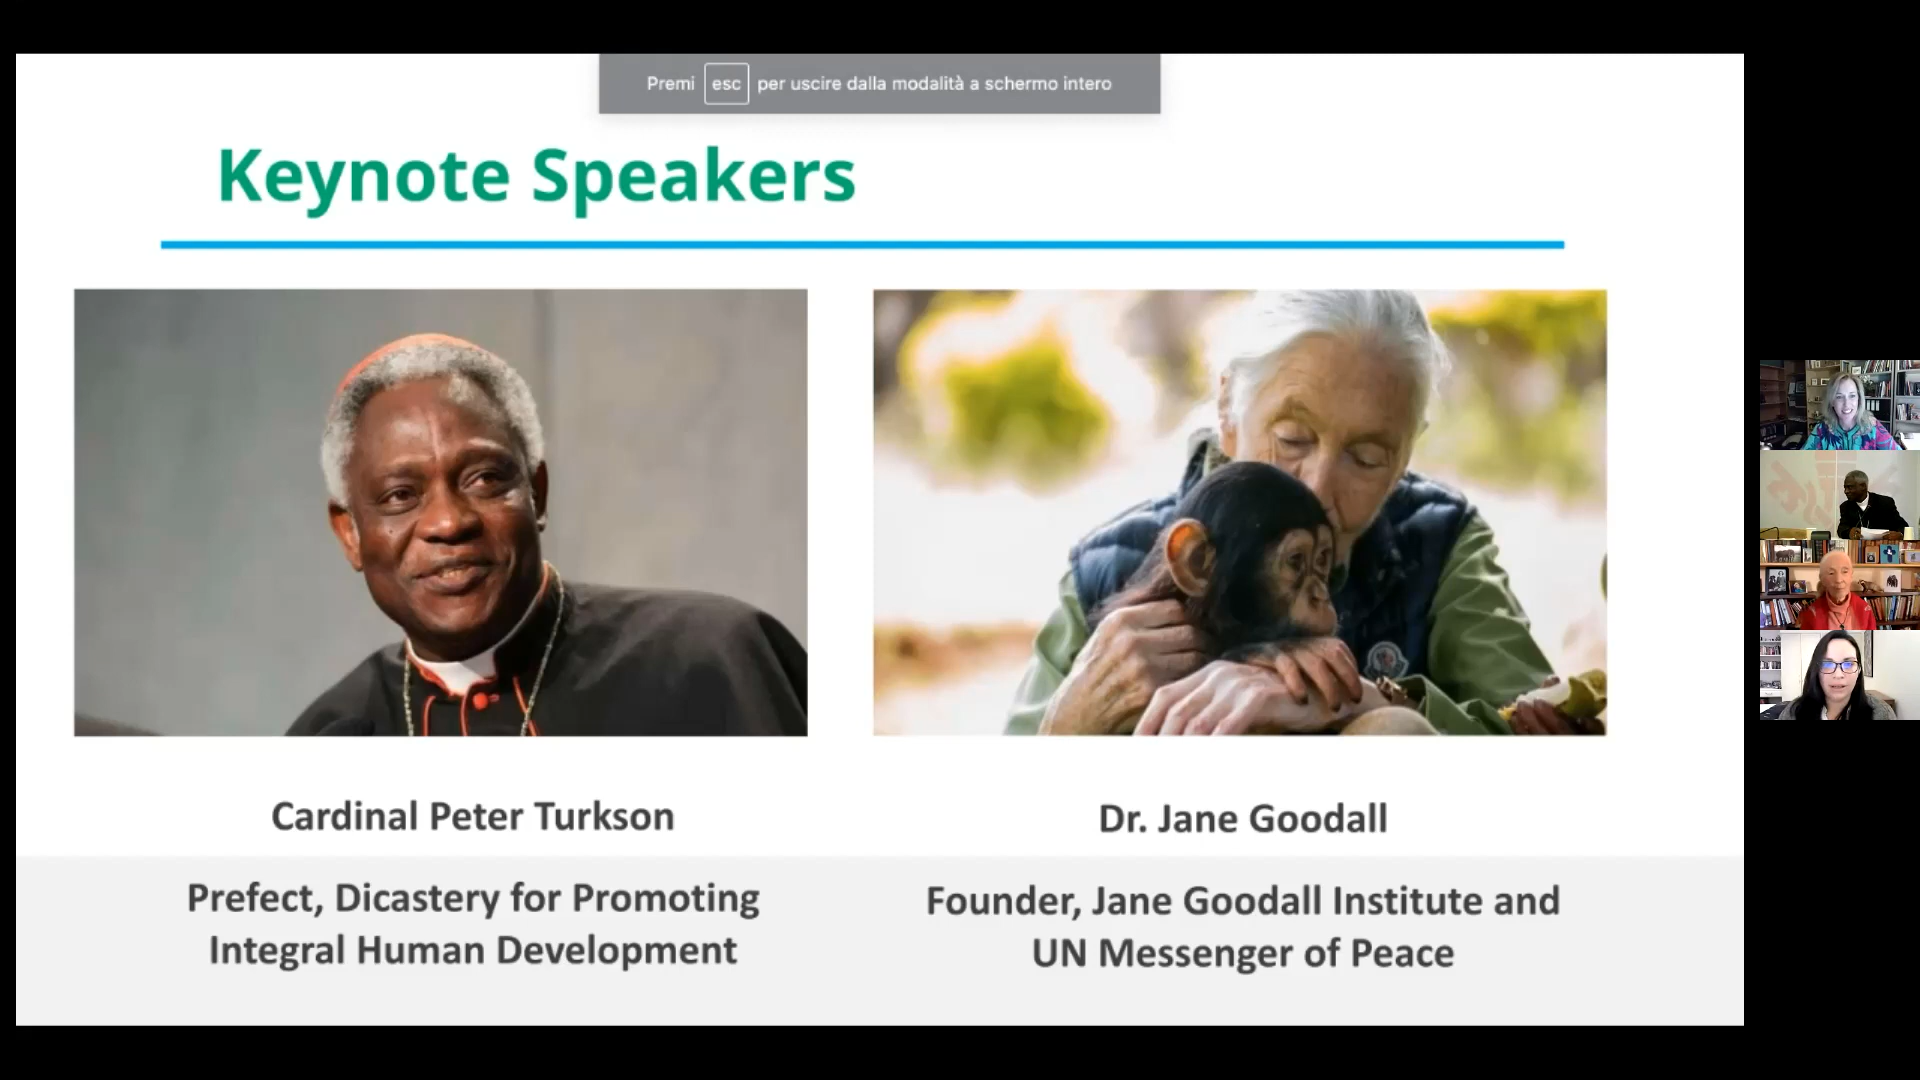 Premi esc per uscire dalla modalità a schermo intero
Keynote Speakers
Cardinal Peter Turkson
Prefect, Dicastery for Promoting
Integral Human Development
Dr. Jane Goodall
Founder, Jane Goodall Institute and
UN Messenger of Peace